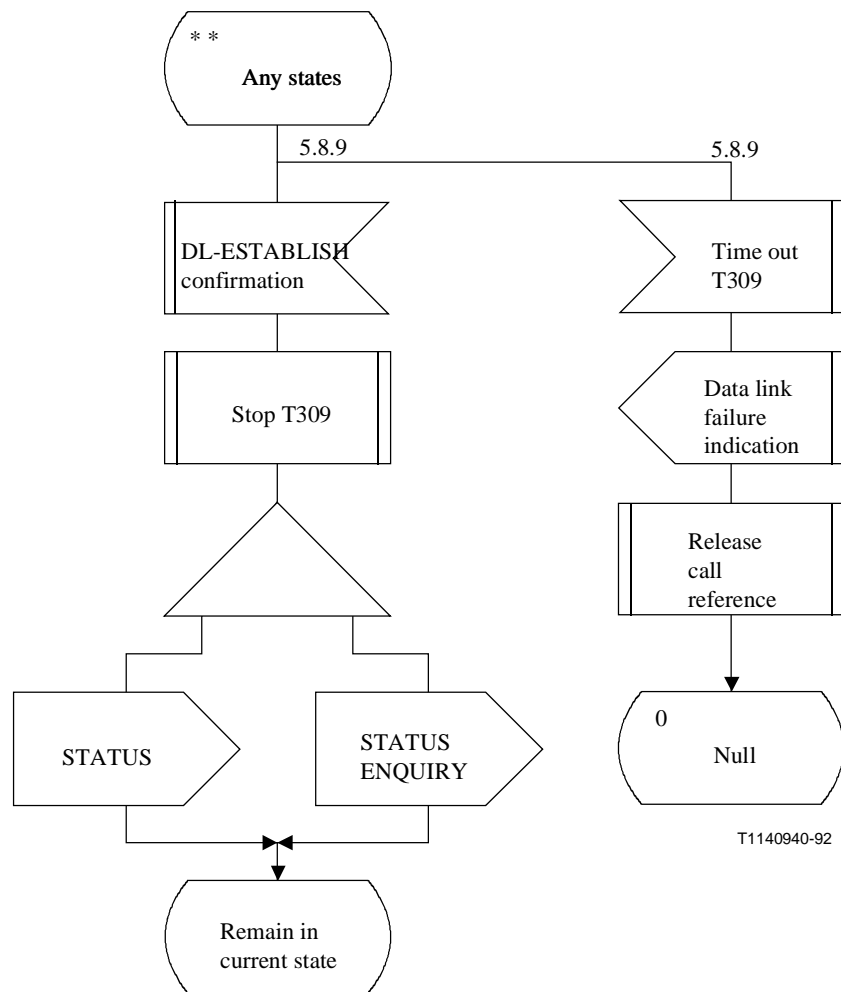 * *
Any states
5.8.9
5.8.9
DL-ESTABLISH
confirmation
Time out
T309
Stop T309
Data link
failure
indication
Release
call
reference
STATUS
STATUS
ENQUIRY
0
Null
T1140940-92
Remain in
current state